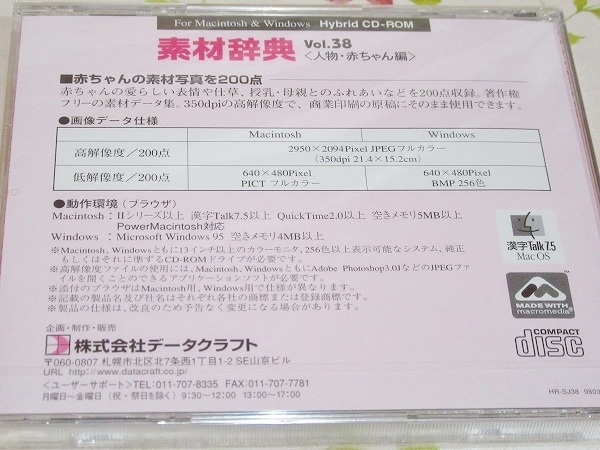 For Macintosh & Windows Hybrid CD-ROM
素材辞典 Vol.38 〈人物・赤ちゃん編〉
■赤ちゃんの素材写真を200点
赤ちゃんの愛らしい表情や仕草、授乳・母親とのふれあいなどを200点収録。著作権
フリーの素材データ集。350dpiの高解像度で、商業印刷の原稿にそのまま使用できます。
●画像データ仕様
Macintosh Windows
高解像度/200点 2950×2094Pixel JPEGフルカラー
(350dpi 21.4×15.2cm)
低解像度/200点 640×480Pixel 640×480Pixel
PICT フルカラー BMP 256色
●動作環境(ブラウザ)
Macintosh:IIシリーズ以上 漢字Talk7.5以上 QuickTime2.0以上 空きメモリ5MB以上
PowerMacintosh対応
Windows:Microsoft Windows 95 空きメモリ4MB以上
※Macintosh、Windowsともに13インチ以上のカラーモニタ、256色以上表示可能なシステム、純正
もしくはそれに準ずるCD-ROMドライブが必要です。
※高解像度ファイルの使用には、Macintosh、WindowsともにAdobe Photoshop3.0JなどのJPEGファ
イルを開くことのできるアプリケーションソフトが必要です。
※添付のブラウザはMacintosh用、Windows用で仕様が異なります。
※記載の製品名及び社名はそれぞれ各社の商標または登録商標です。
※製品の仕様は、改良のため予告なく変更になる場合があります。
漢字Talk 7.5
Mac OS
MADE WITH
macromedia
COMPACT
disc
企画・制作・販売
株式会社データクラフト
〒060-0807 札幌市北区北7条西1丁目1-2 SE山京ビル
URL http://www.datacraft.co.jp/
〈ユーザーサポート〉TEL:011-707-8335 FAX:011-707-7781
月曜日〜金曜日(祝・祭日を除く) 9:30〜12:00 13:00〜17:00
HR-SJ38 9803